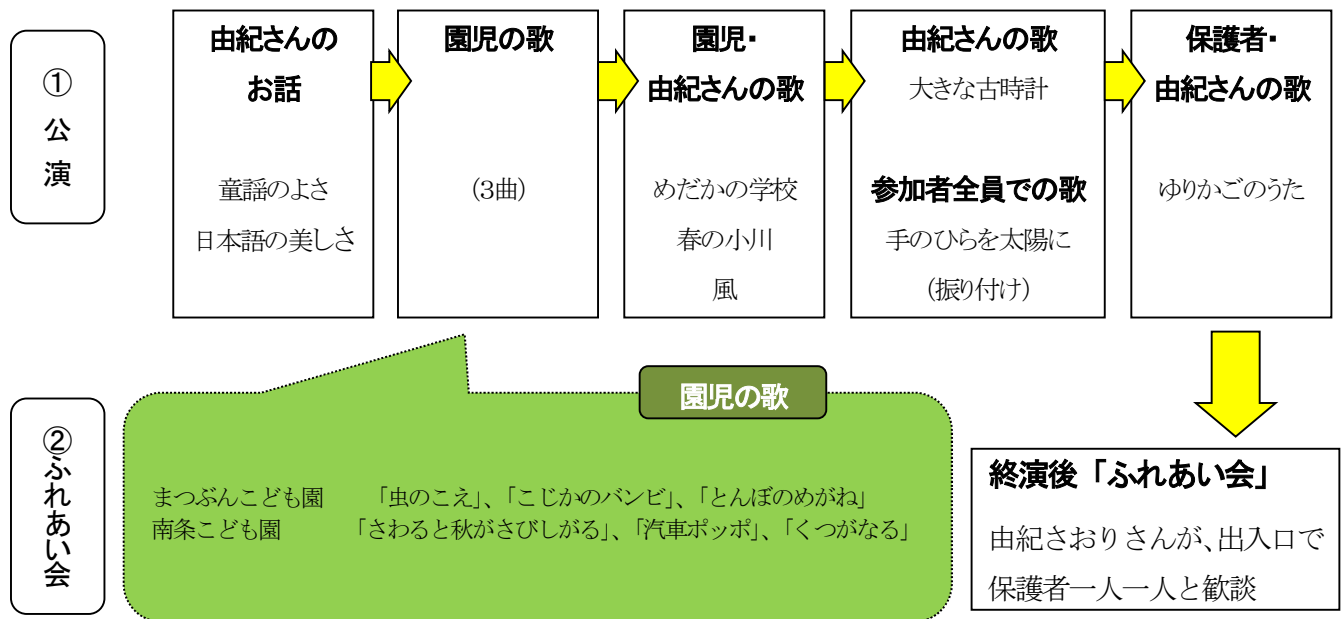 ①公演
由紀さんの
お話
童謡のよさ
日本語の美しさ
園児の歌
(3曲)
園児・
由紀さんの歌
めだかの学校
春の小川
風
由紀さんの歌
大きな古時計
参加者全員での歌
手のひらを太陽に
(振り付け)
保護者・
由紀さんの歌
ゆりかごのうた
②ふれあい会
園児の歌
まつぶんこども園 「虫のこえ」、「こじかのバンビ」、「とんぼのめがね」
南条こども園 「さわると秋がさびしがる」、「汽車ポッポ」、「くつがなる」
終演後「ふれあい会」
由紀さおりさんが、出入口で
保護者一人一人と歓談